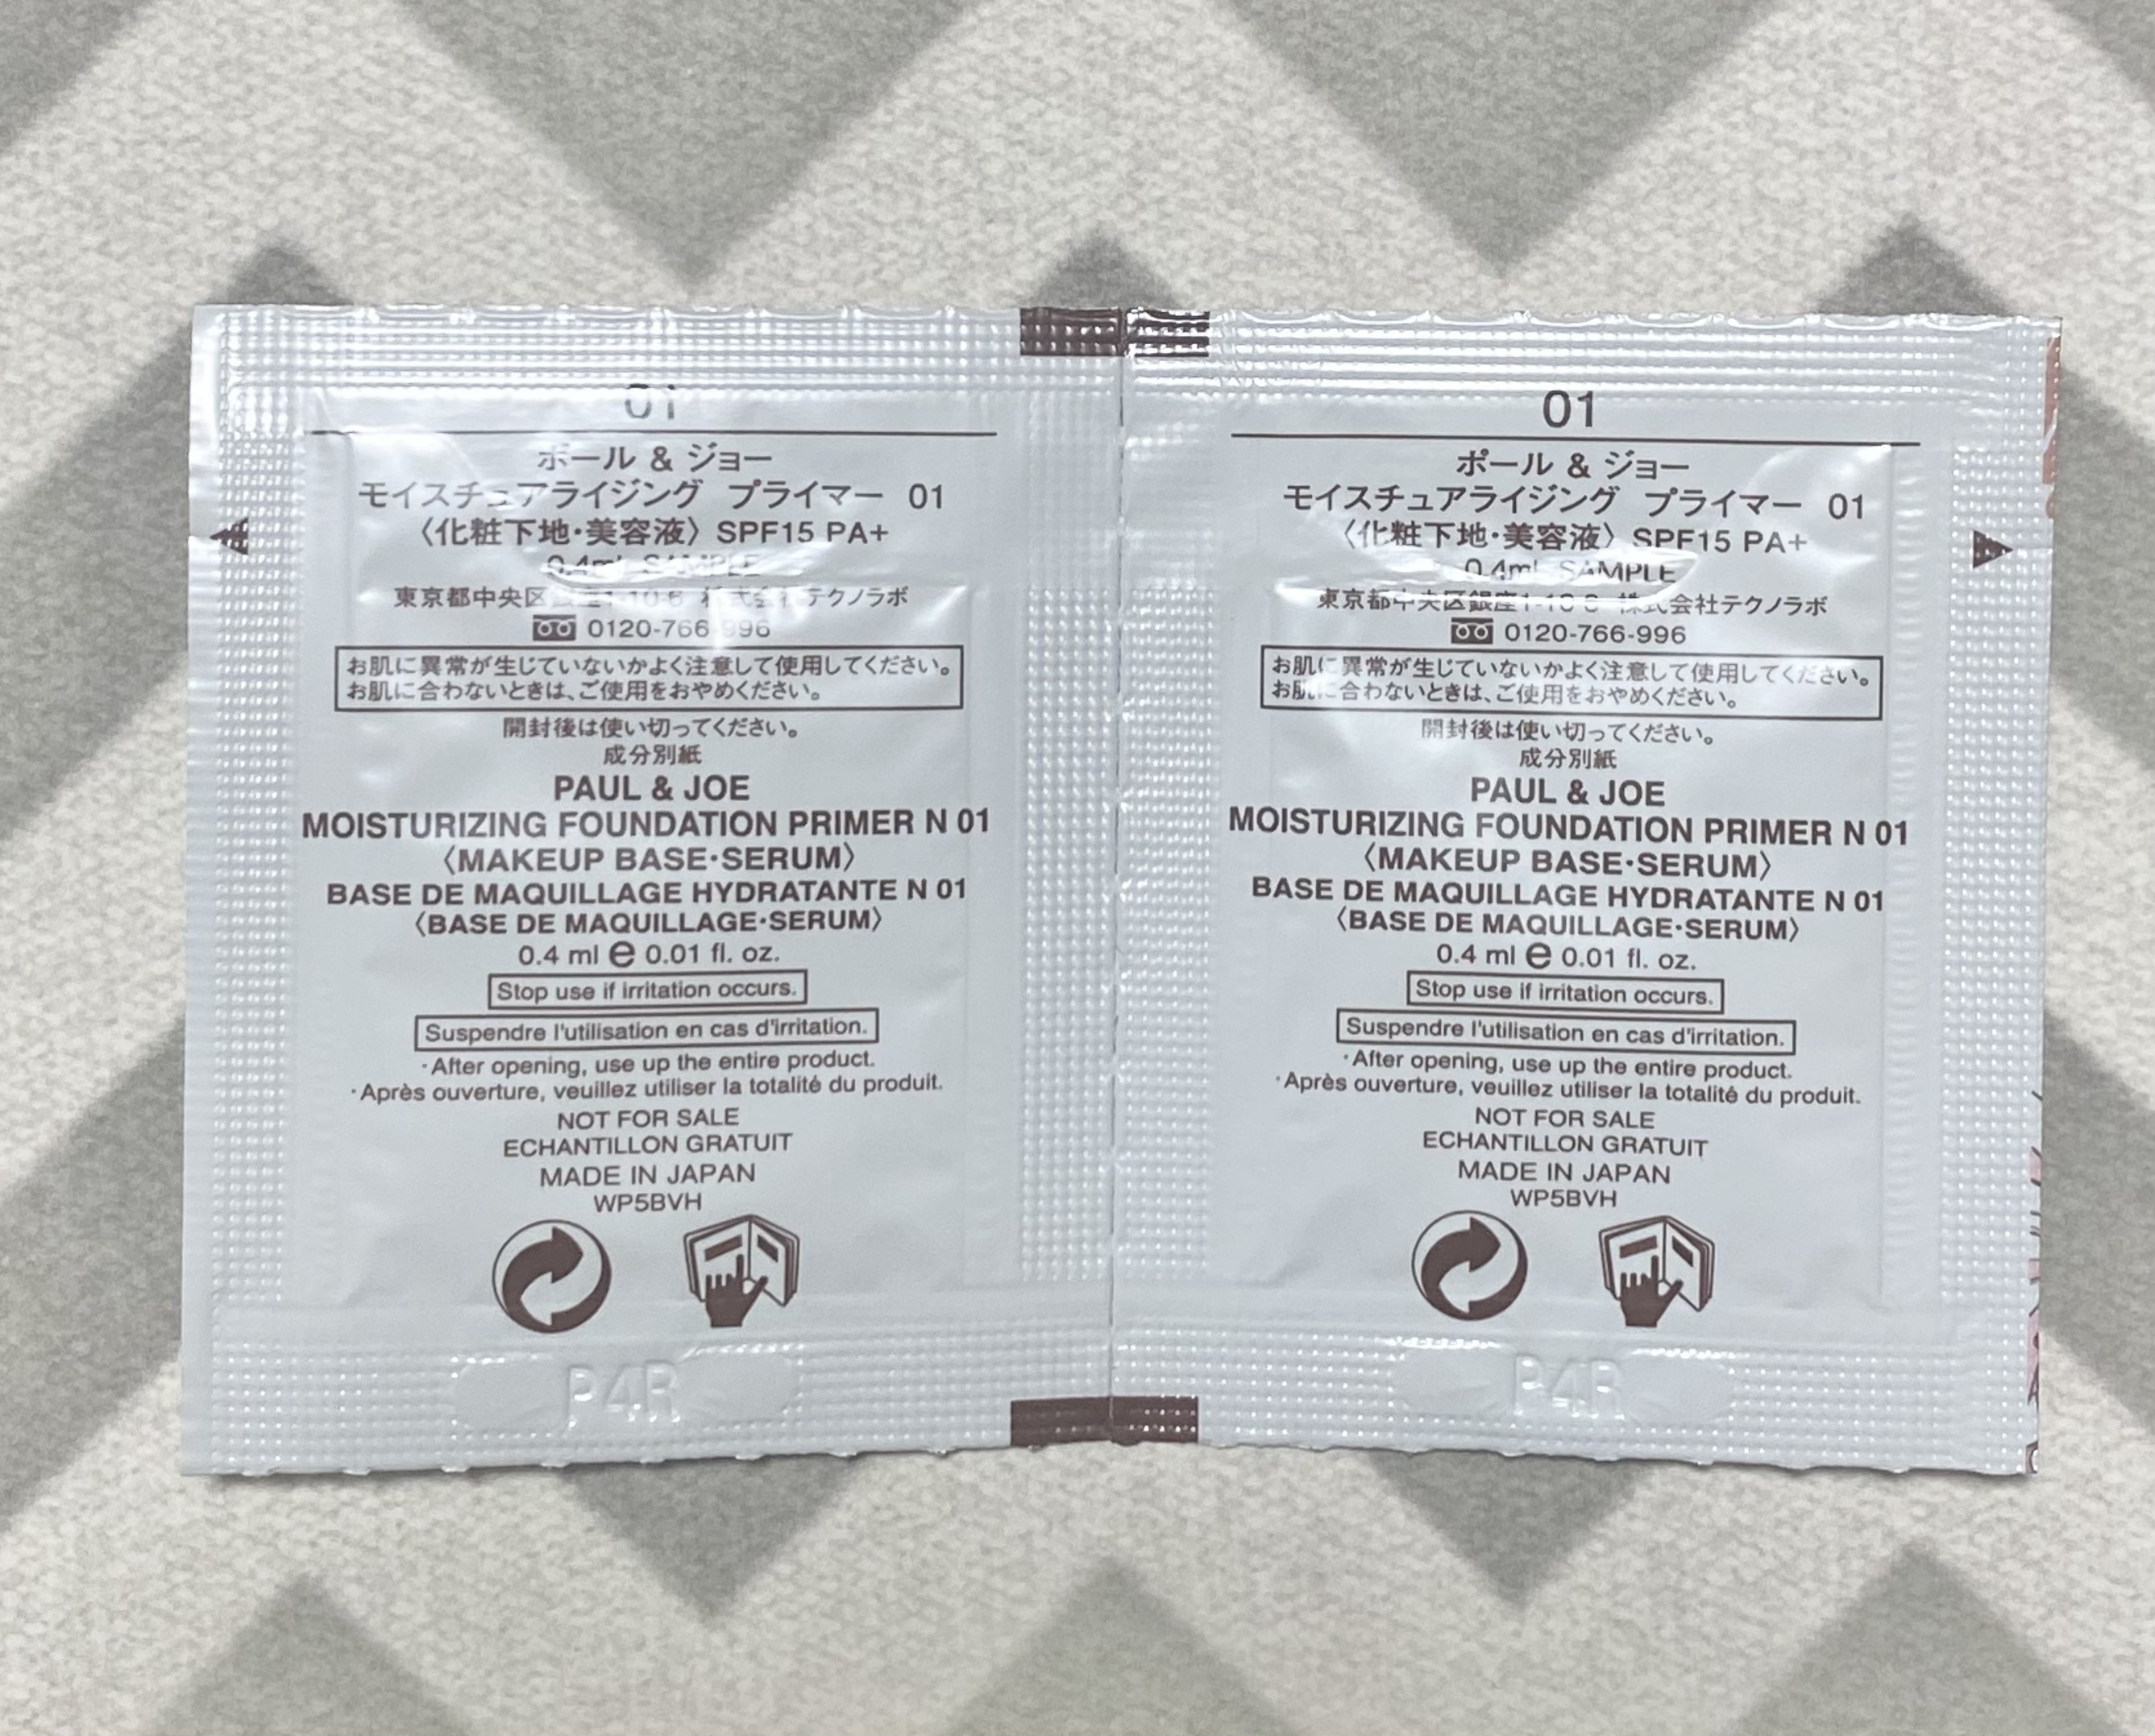 01
ポール & ジョー
モイスチュアライジング プライマー 01
〈化粧下地・美容液〉SPF15 PA+
0.4ml SAMPLE
東京都中央区銀座1-10-6 株式会社テクノラボ
0120-766-996
お肌に異常が生じていないかよく注意して使用してください。
お肌に合わないときは、ご使用をおやめください。
開封後は使い切ってください。
成分別紙
PAUL & JOE
MOISTURIZING FOUNDATION PRIMER N 01
〈MAKEUP BASE・SERUM〉
BASE DE MAQUILLAGE HYDRATANTE N 01
〈BASE DE MAQUILLAGE・SERUM〉
0.4 ml e 0.01 fl. oz.
Stop use if irritation occurs.
Suspendre l'utilisation en cas d'irritation.
・After opening, use up the entire product.
・Après ouverture, veuillez utiliser la totalité du produit.
NOT FOR SALE
ECHANTILLON GRATUIT
MADE IN JAPAN
WP5BVH
P4R
01
ポール & ジョー
モイスチュアライジング プライマー 01
〈化粧下地・美容液〉SPF15 PA+
0.4ml SAMPLE
東京都中央区銀座1-10-6 株式会社テクノラボ
0120-766-996
お肌に異常が生じていないかよく注意して使用してください。
お肌に合わないときは、ご使用をおやめください。
開封後は使い切ってください。
成分別紙
PAUL & JOE
MOISTURIZING FOUNDATION PRIMER N 01
〈MAKEUP BASE・SERUM〉
BASE DE MAQUILLAGE HYDRATANTE N 01
〈BASE DE MAQUILLAGE・SERUM〉
0.4 ml e 0.01 fl. oz.
Stop use if irritation occurs.
Suspendre l'utilisation en cas d'irritation.
・After opening, use up the entire product.
・Après ouverture, veuillez utiliser la totalité du produit.
NOT FOR SALE
ECHANTILLON GRATUIT
MADE IN JAPAN
WP5BVH
P4R